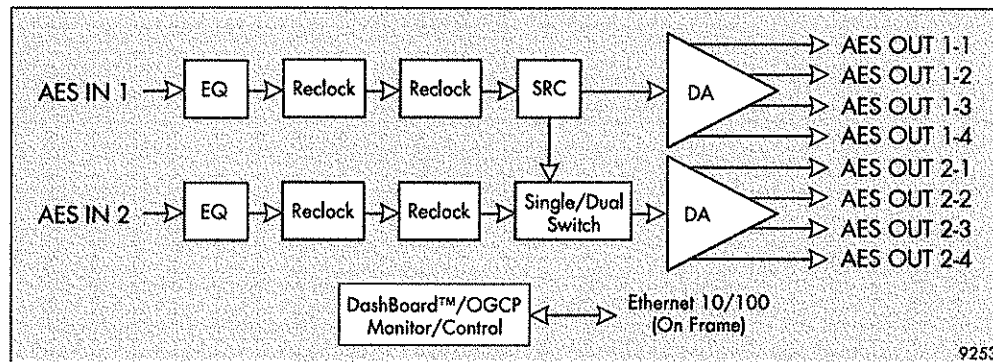 AES IN 1
EQ
Reclock
Reclock
SRC
DA
AES OUT 1-1
AES OUT 1-2
AES OUT 1-3
AES OUT 1-4
AES IN 2
EQ
Reclock
Reclock
Single/Dual
Switch
DA
AES OUT 2-1
AES OUT 2-2
AES OUT 2-3
AES OUT 2-4
DashBoard™/OGCP
Monitor/Control
Ethernet 10/100
(On Frame)